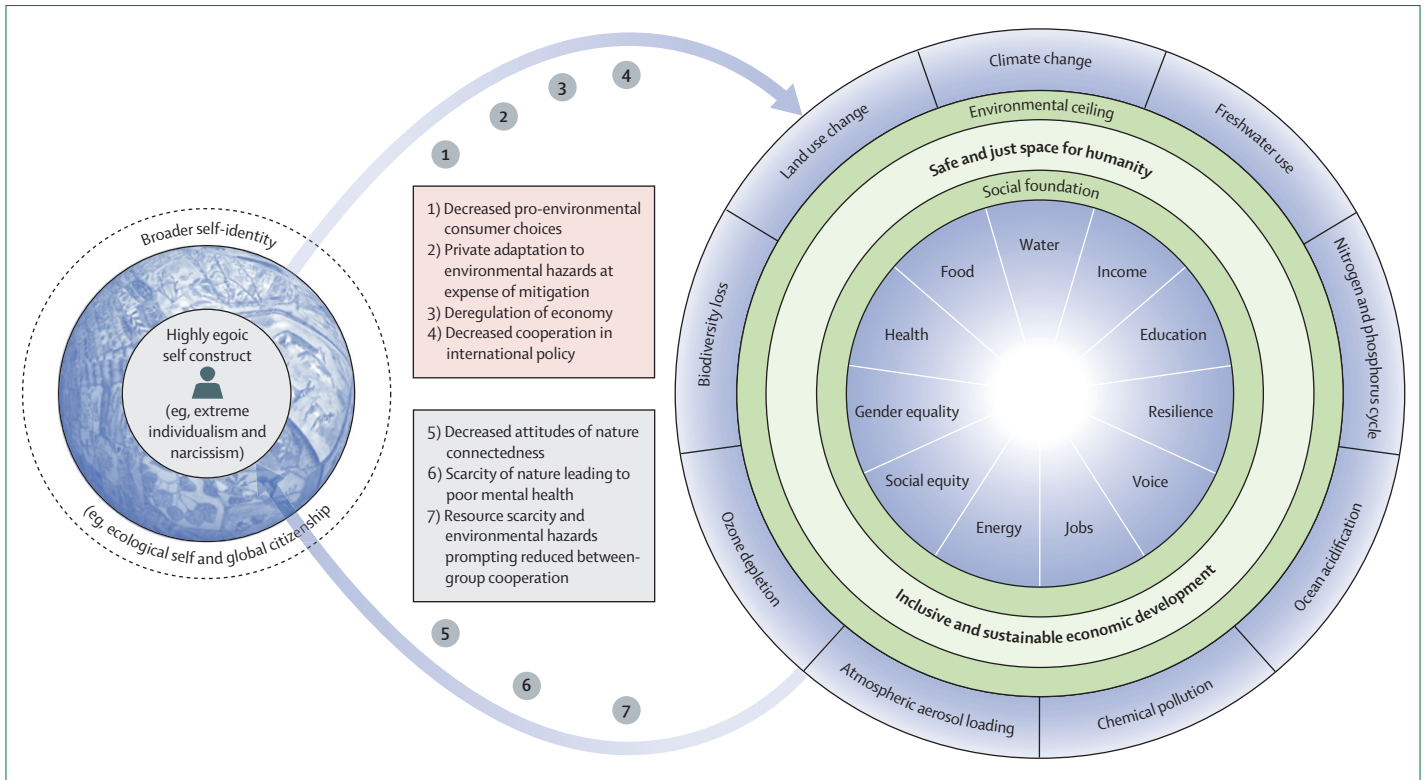 Broader self-identity
Highly egoic
self construct
(eg, extreme
individualism and
narcissism)
(eg, ecological self and global citizenship
1
2
3
4
1) Decreased pro-environmental
consumer choices
2) Private adaptation to
environmental hazards at
expense of mitigation
3) Deregulation of economy
4) Decreased cooperation in
international policy
5) Decreased attitudes of nature
connectedness
6) Scarcity of nature leading to
poor mental health
7) Resource scarcity and
environmental hazards
prompting reduced between-
group cooperation
5
6
7
Climate change
Freshwater use
Nitrogen and phosphorus cycle
Ocean acidification
Chemical pollution
Atmospheric aerosol loading
Ozone depletion
Biodiversity loss
Land use change
Environmental ceiling
Safe and just space for humanity
Social foundation
Water
Income
Education
Resilience
Voice
Jobs
Energy
Social equity
Gender equality
Health
Food
Inclusive and sustainable economic development